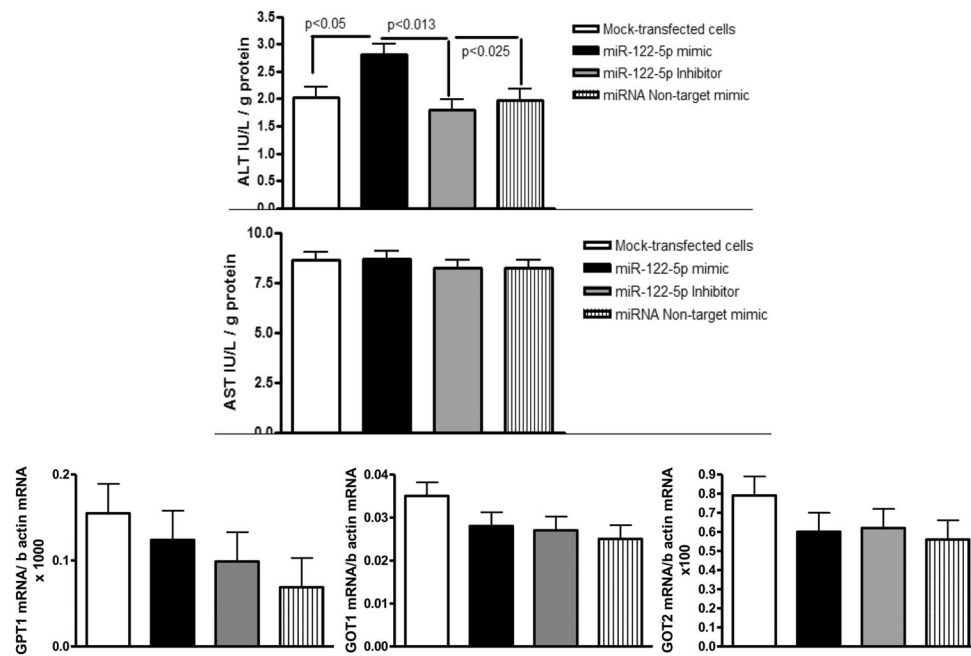 ALT IU/L / g protein
3.5
3.0
2.5
2.0
1.5
1.0
0.5
0.0
p<0.05
p<0.013
p<0.025
Mock-transfected cells
miR-122-5p mimic
miR-122-5p Inhibitor
miRNA Non-target mimic
AST IU/L / g protein
10.0
7.5
5.0
2.5
0.0
Mock-transfected cells
miR-122-5p mimic
miR-122-5p Inhibitor
miRNA Non-target mimic
GPT1 mRNA/ b actin mRNA
x 1000
0.2
0.1
0.0
GOT1 mRNA/b actin mRNA
0.04
0.03
0.02
0.01
0.00
GOT2 mRNA/b actin mRNA
x100
0.9
0.8
0.7
0.6
0.5
0.4
0.3
0.2
0.1
0.0